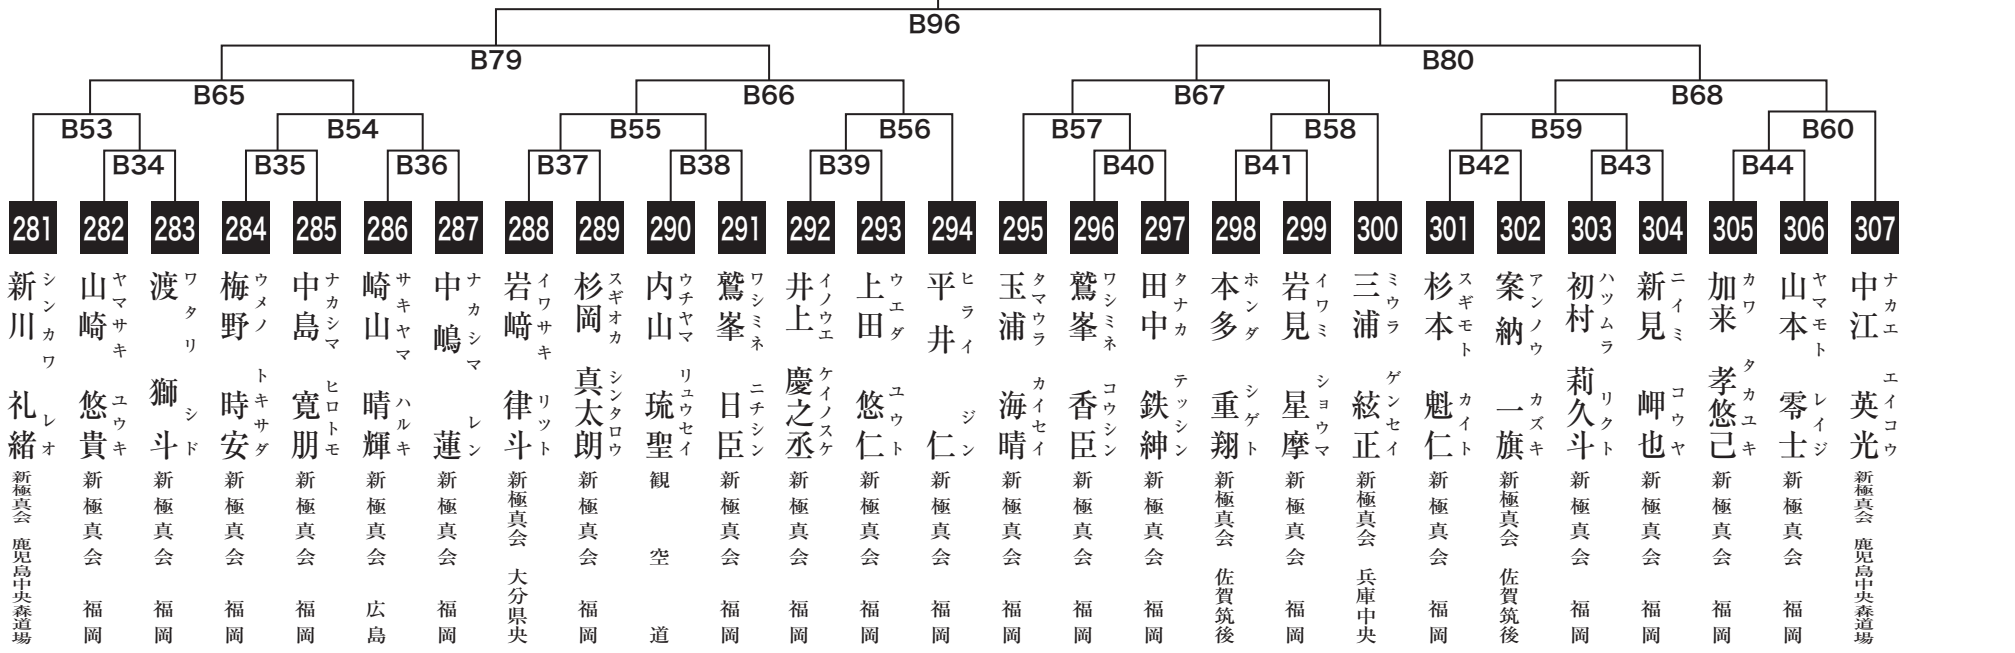 B96
B79 B80
B65 B66 B67 B68
B53 B54 B55 B56 B57 B58 B59 B60
B34 B35 B36 B37 B38 B39 B40 B41 B42 B43 B44
281 282 283 284 285 286 287 288 289 290 291 292 293 294 295 296 297 298 299 300 301 302 303 304 305 306 307
新川 礼緒 シンカワ レオ 新極真会 鹿児島中央森道場
山崎 悠貴 ヤマサキ ユウキ 新極真会 福岡
渡 獅斗 ワタリ シド 新極真会 福岡
梅野 時安 ウメノ トキサダ 新極真会 福岡
中島 寛朋 ナカシマ ヒロトモ 新極真会 福岡
崎山 晴輝 サキヤマ ハルキ 新極真会 広島
中嶋 蓮 ナカシマ レン 新極真会 福岡
岩﨑 律斗 イワサキ リット 新極真会 大分県央
杉岡 真太朗 スギオカ シンタロウ 新極真会 福岡
内山 琉聖 ウチヤマ リュウセイ 観空道
鷲峯 日臣 ワシミネ ニチシン 新極真会 福岡
井上 慶之丞 イノウエ ケイノスケ 新極真会 福岡
上田 悠仁 ウエダ ユウト 新極真会 福岡
平井 仁 ヒライ ジン 新極真会 福岡
玉浦 海晴 タマウラ カイセイ 新極真会 福岡
鷲峯 香臣 ワシミネ コウシン 新極真会 福岡
田中 鉄紳 タナカ テッシン 新極真会 福岡
本多 重翔 ホンダ シゲト 新極真会 佐賀筑後
岩見 星摩 イワミ ショウマ 新極真会 福岡
三浦 絃正 ミウラ ゲンセイ 新極真会 兵庫中央
杉本 魁仁 スギモト カイト 新極真会 福岡
案納 一旗 アンノウ カズキ 新極真会 佐賀筑後
初村 莉久斗 ハツムラ リクト 新極真会 福岡
新見 岬也 ニイミ コウヤ 新極真会 福岡
加来 孝悠己 カワ タカユキ 新極真会 福岡
山本 零士 ヤマモト レイジ 新極真会 福岡
中江 英光 ナカエ エイコウ 新極真会 鹿児島中央森道場